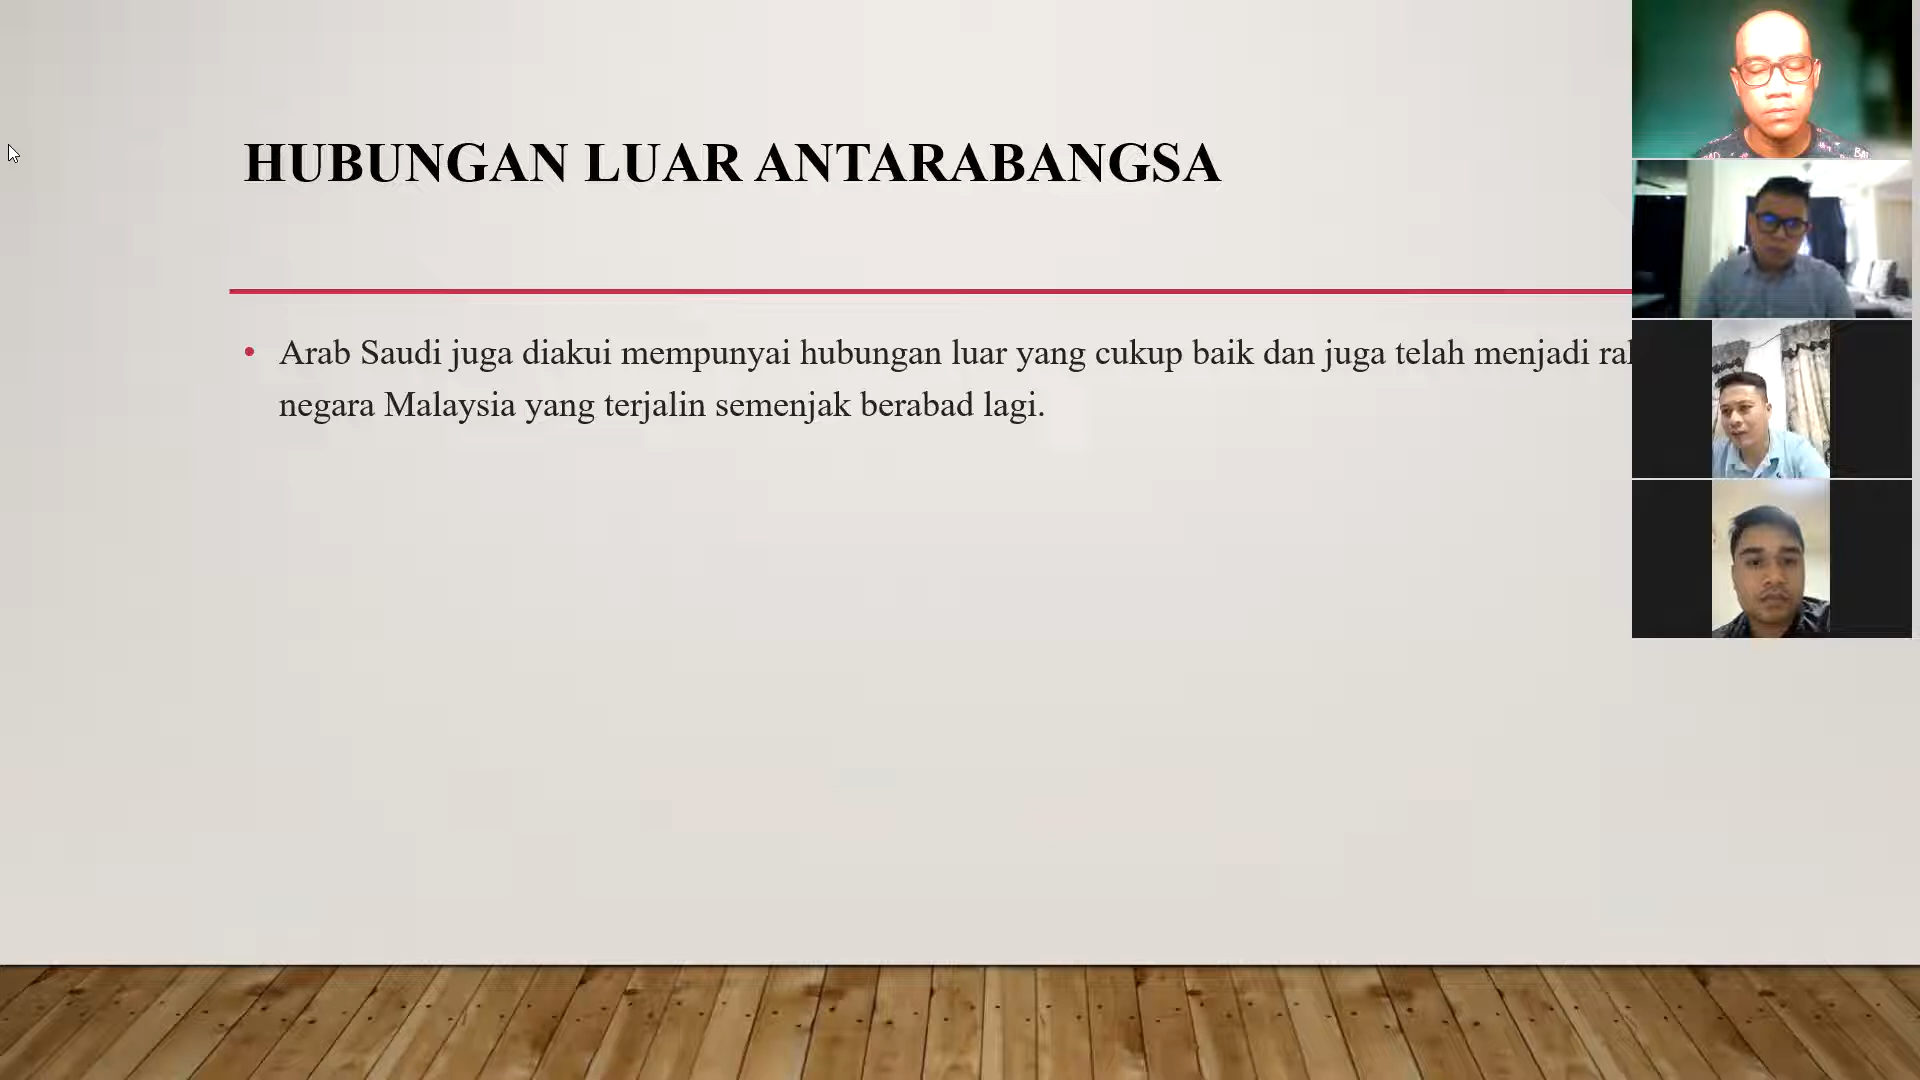 HUBUNGAN LUAR ANTARABANGSA
Arab Saudi juga diakui mempunyai hubungan luar yang cukup baik dan juga telah menjadi
negara Malaysia yang terjalin semenjak berabad lagi.